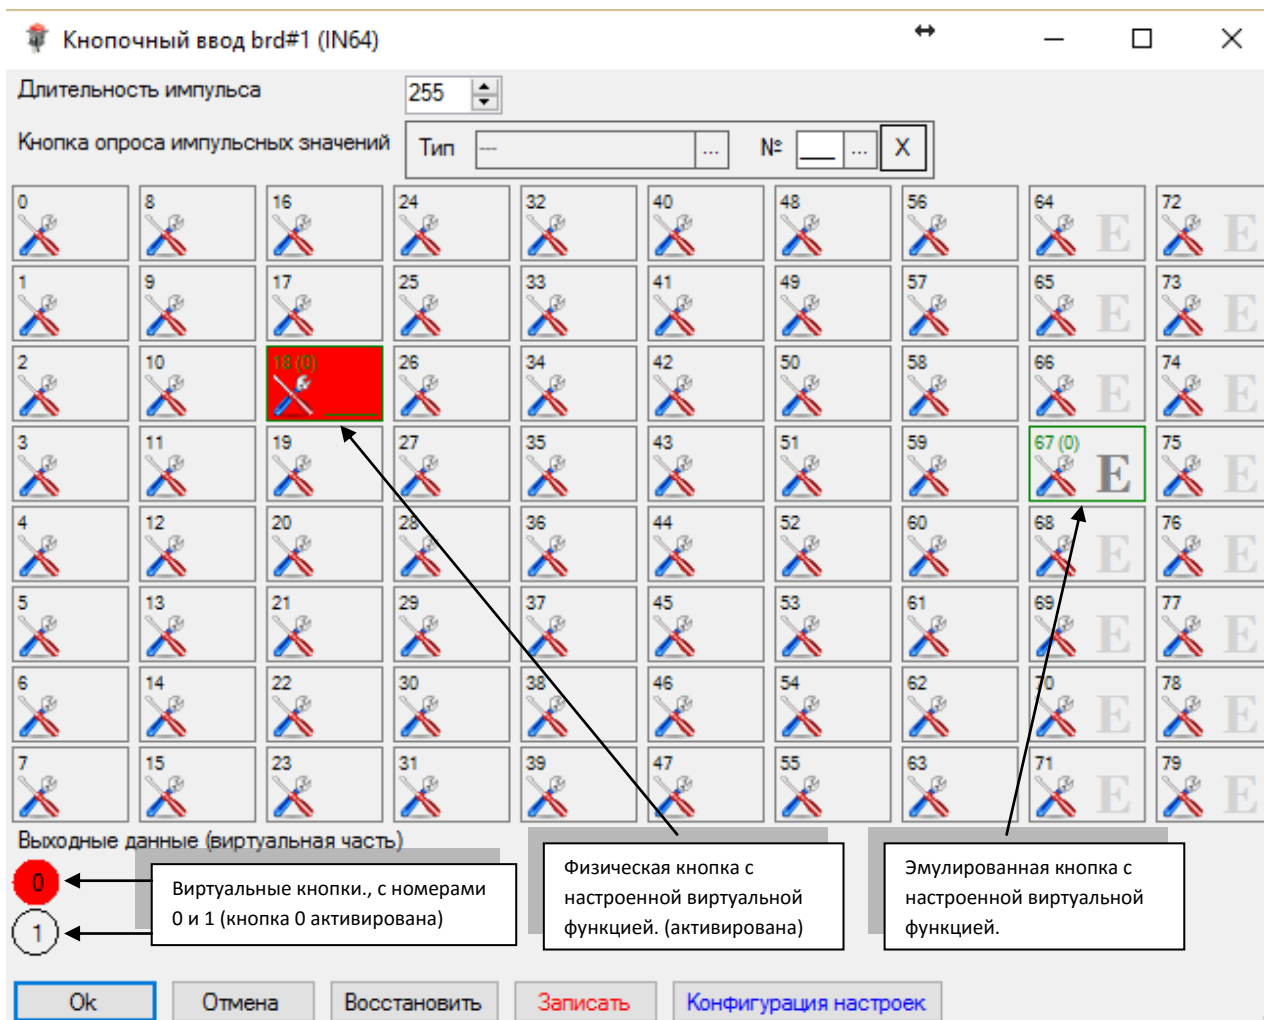 Кнопочный ввод brd#1 (IN64)
Длительность импульса 255
Кнопка опроса импульсных значений Тип --- ... № ___ ... X
0 8 16 24 32 40 48 56 64 E 72 E
1 9 17 25 33 41 49 57 65 E 73 E
2 10 18 (0) 26 34 42 50 58 66 E 74 E
3 11 19 27 35 43 51 59 67 (0) E 75 E
4 12 20 28 36 44 52 60 68 E 76 E
5 13 21 29 37 45 53 61 69 E 77 E
6 14 22 30 38 46 54 62 70 E 78 E
7 15 23 31 39 47 55 63 71 E 79 E
Выходные данные (виртуальная часть)
0
1
Виртуальные кнопки., с номерами
0 и 1 (кнопка 0 активирована)
Физическая кнопка с
настроенной виртуальной
функцией. (активирована)
Эмулированная кнопка с
настроенной виртуальной
функцией.
Ok Отмена Восстановить Записать Конфигурация настроек